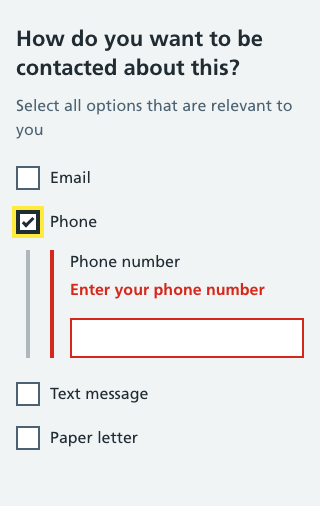 How do you want to be
contacted about this?
Select all options that are relevant to
you
Email
Phone
Phone number
Enter your phone number
Text message
Paper letter